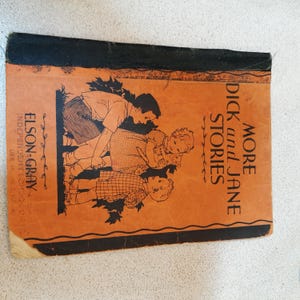 MORE
DICK and JANE
STORIES
ELSON-GRAY